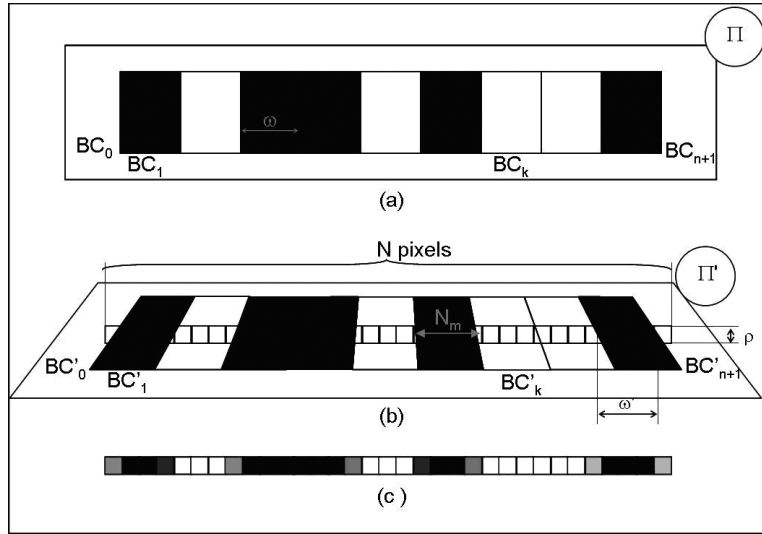 Π
ω
BC0
BC1
BCk
BCn+1
(a)
N pixels
Π'
Nm
ρ
BC'0
BC'1
BC'k
BC'n+1
ω'
(b)
(c )